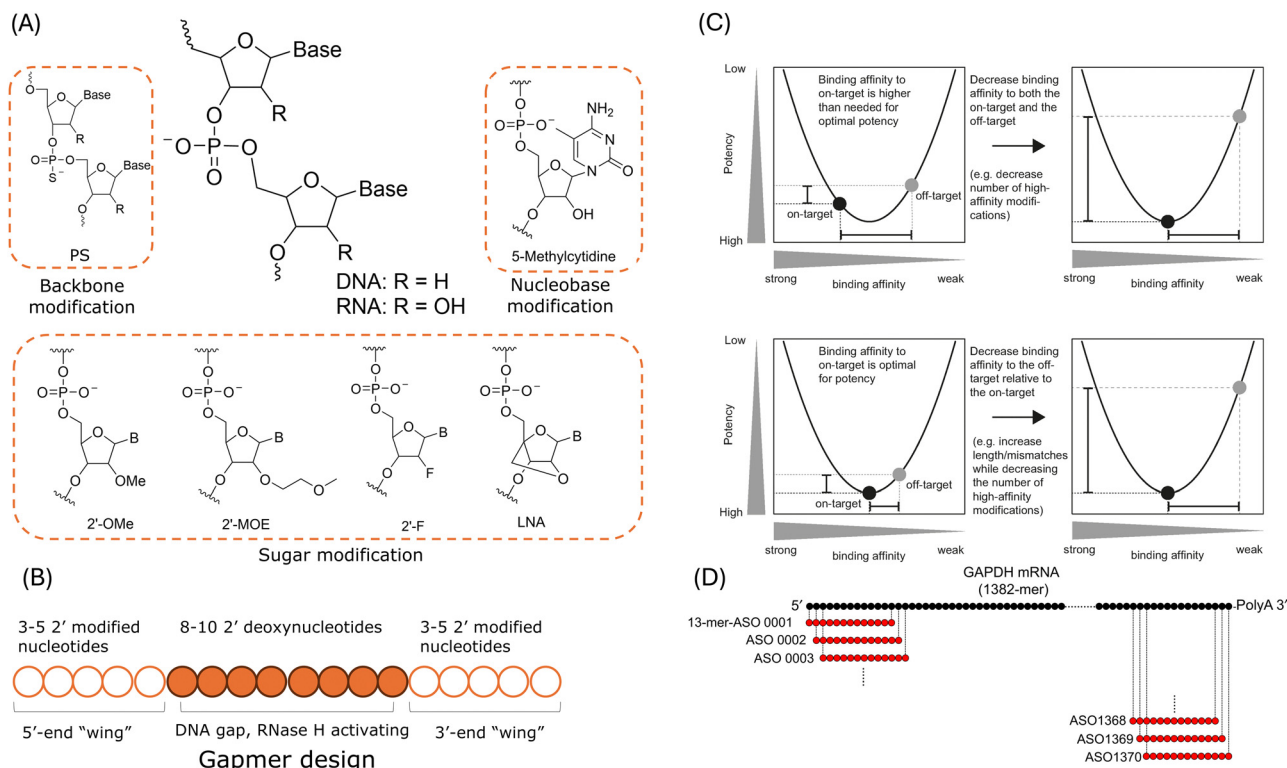 (A)
Base
O
R
O
⁻O–P–O
O
O
Base
O
R
DNA: R = H
RNA: R = OH
O
O
Base
R
O
O=P–O
S⁻
O
Base
O
R
PS
Backbone
modification
O
O=P–O⁻
O
NH₂
N
N
O
O
O
OH
5-Methylcytidine
Nucleobase
modification
O
O=P–O⁻
O
O
B
O
OMe
2'-OMe
O
O=P–O⁻
O
O
B
O
O
O
2'-MOE
O
O=P–O⁻
O
O
B
O
F
2'-F
O
O=P–O⁻
O
O
B
O
O
LNA
Sugar modification
(B)
3-5 2’ modified
nucleotides
8-10 2’ deoxynucleotides
3-5 2’ modified
nucleotides
5’-end “wing”
DNA gap, RNase H activating
3’-end “wing”
Gapmer design
(C)
Low
Potency
High
Binding affinity to
on-target is higher
than needed for
optimal potency
on-target
off-target
strong
binding affinity
weak
Decrease binding
affinity to both the
on-target and the
off-target
(e.g. decrease
number of high-
affinity modifi-
cations)
Potency
strong
binding affinity
weak
Low
Potency
High
Binding affinity to
on-target is optimal
for potency
on-target
off-target
strong
binding affinity
weak
Decrease binding
affinity to the off-
target relative to
the on-target
(e.g. increase
length/mismatches
while decreasing
the number of
high-affinity
modifications)
Potency
strong
binding affinity
weak
(D)
GAPDH mRNA
(1382-mer)
5′
PolyA 3′
13-mer-ASO 0001
ASO 0002
ASO 0003
ASO1368
ASO1369
ASO1370